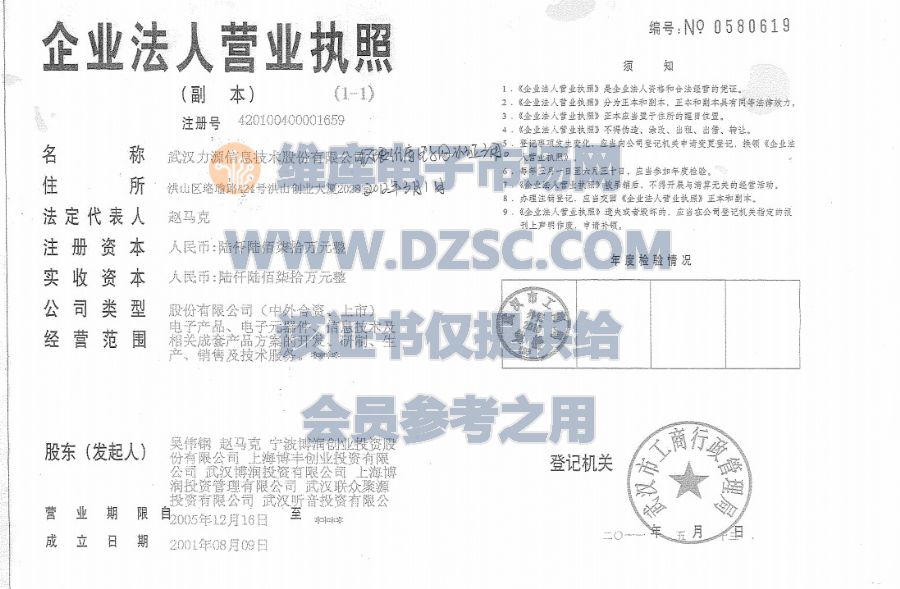 企业法人营业执照
编号:№ 0580619
(副 本) (1-1)
注册号 420100400001659
须 知
1.《企业法人营业执照》是企业法人资格和合法经营的凭证。
2.《企业法人营业执照》分为正本和副本，正本和副本具有同等法律效力。
3.《企业法人营业执照》正本应当置于住所的醒目位置。
4.《企业法人营业执照》不得伪造、涂改、出租、出借、转让。
5.登记事项发生变化，应当向公司登记机关申请变更登记，换领《企业法
人营业执照》。
6.每年三月一日至六月三十日，应当参加年度检验。
7.《企业法人营业执照》被吊销后，不得开展与清算无关的经营活动。
8.办理注销登记，应当交回《企业法人营业执照》正本和副本。
9.《企业法人营业执照》遗失或者毁坏的，应当在公司登记机关指定的报
刊上声明作废，申请补领。
名 称 武汉力源信息技术股份有限公司
住 所 洪山区珞瑜路424号洪山创业大厦2038
法定代表人 赵马克
注册资本 人民币:陆仟陆佰柒拾万元整
实收资本 人民币:陆仟陆佰柒拾万元整
公司类型 股份有限公司（中外合资、上市）
经营范围 电子产品、电子元器件、信息技术及
相关成套产品方案的开发、研制、生
产、销售及技术服务。****
年度检验情况
维库电子市场网
WWW.DZSC.COM
该证书仅提供给
会员参考之用
股东（发起人） 吴伟钢 赵马克 宁波博润创业投资股
份有限公司 上海博丰创业投资有限
公司 武汉博润投资有限公司 上海博
润投资管理有限公司 武汉联众聚源
投资有限公司 武汉听音投资有限公
营业期限自 2005年12月16日 至 ****
成立日期 2001年08月09日
登记机关
武汉市工商行政管理局
二〇一一年 五 月 日